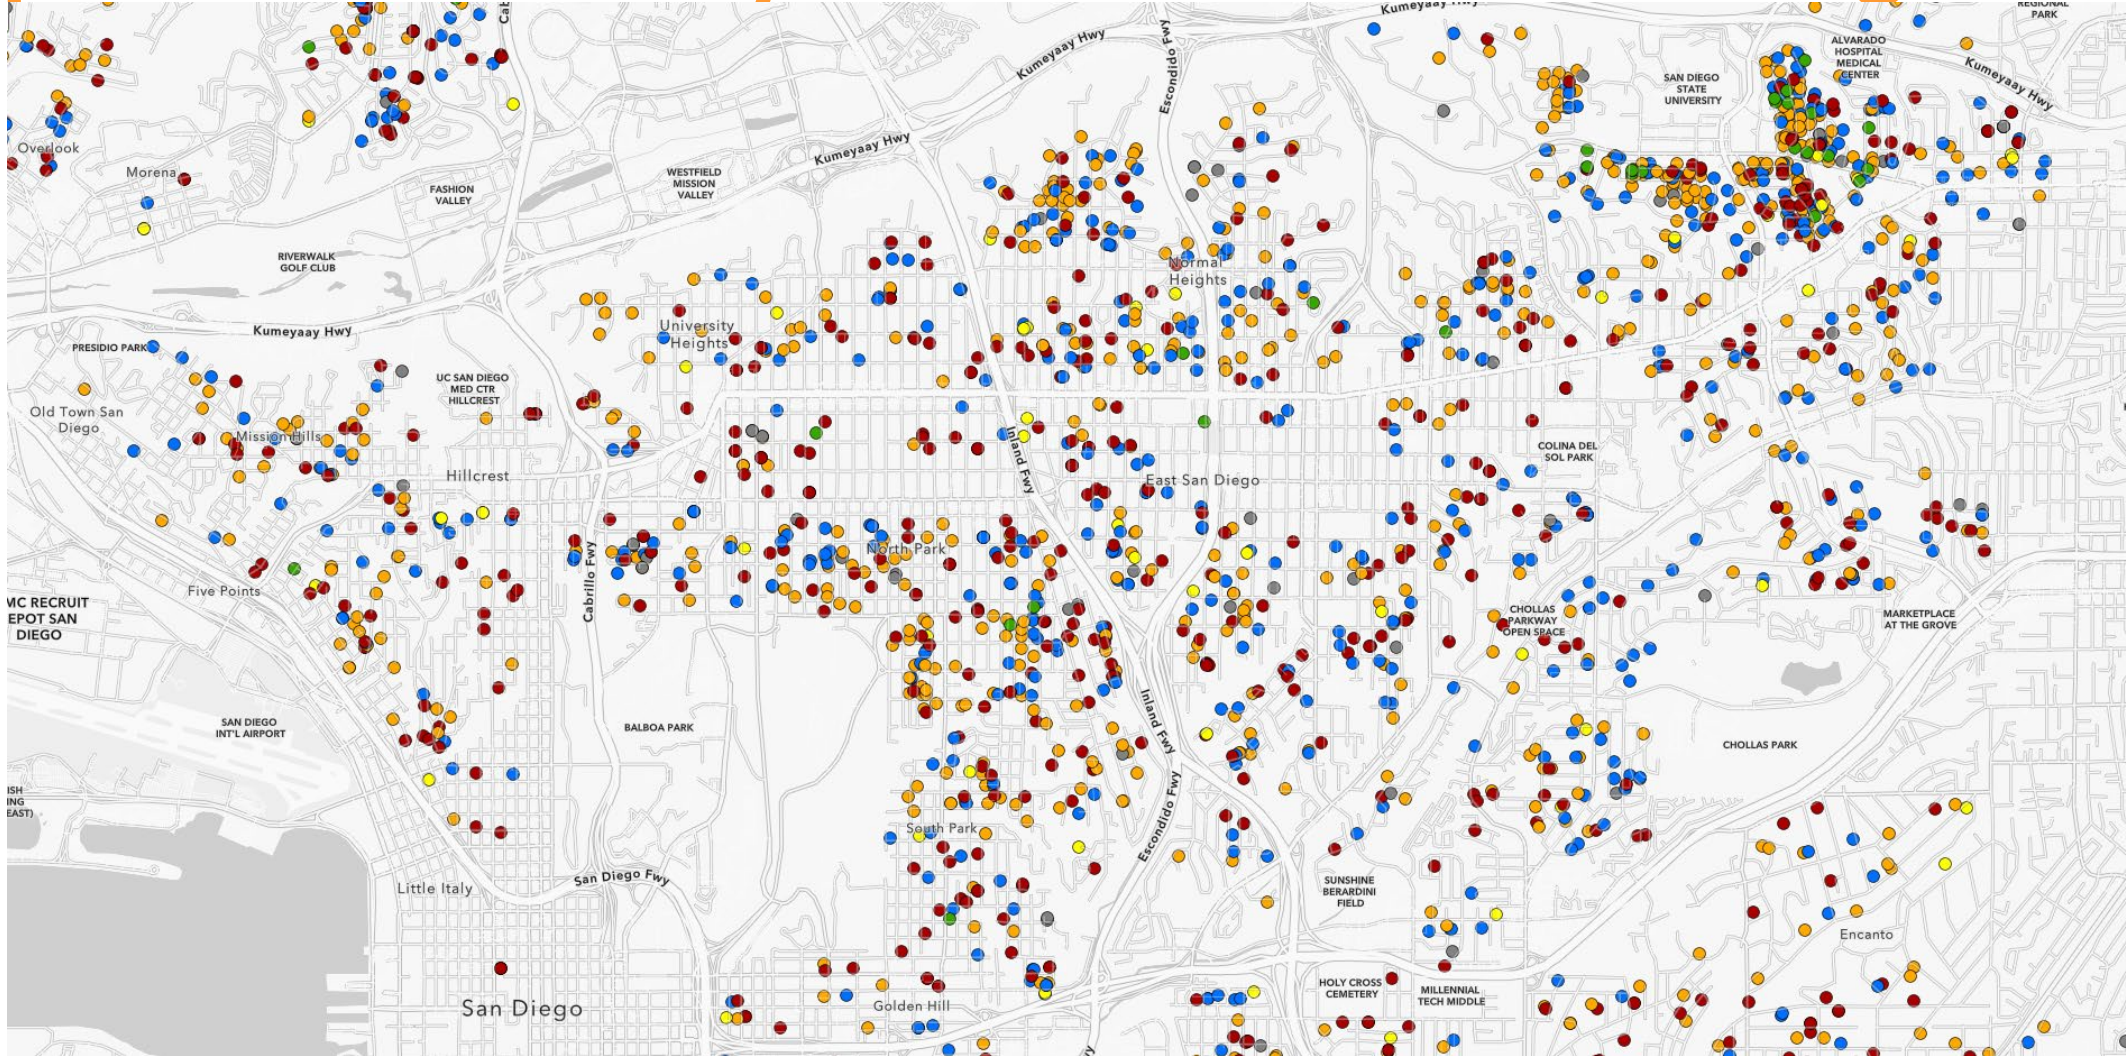 Cab
Kumeyaay Hwy
REGIONAL
PARK
Escondido Fwy
Kumeyaay Hwy
ALVARADO
HOSPITAL
MEDICAL
CENTER
Kumeyaay Hwy
SAN DIEGO
STATE
UNIVERSITY
Overlook
Morena
Kumeyaay Hwy
FASHION
VALLEY
WESTFIELD
MISSION
VALLEY
RIVERWALK
GOLF CLUB
Normal
Heights
Kumeyaay Hwy
University
Heights
PRESIDIO PARK
UC SAN DIEGO
MED CTR
HILLCREST
Old Town San
Diego
Mission Hills
Hillcrest
Inland Fwy
COLINA DEL
SOL PARK
East San Diego
North Park
Cabrillo Fwy
Five Points
MC RECRUIT
EPOT SAN
DIEGO
CHOLLAS
PARKWAY
OPEN SPACE
MARKETPLACE
AT THE GROVE
SAN DIEGO
INT'L AIRPORT
BALBOA PARK
Inland Fwy
CHOLLAS PARK
ISH
ING
EAST)
Escondido Fwy
South Park
Little Italy
San Diego Fwy
SUNSHINE
BERARDINI
FIELD
Encanto
San Diego
Golden Hill
HOLY CROSS
CEMETERY
MILLENNIAL
TECH MIDDLE